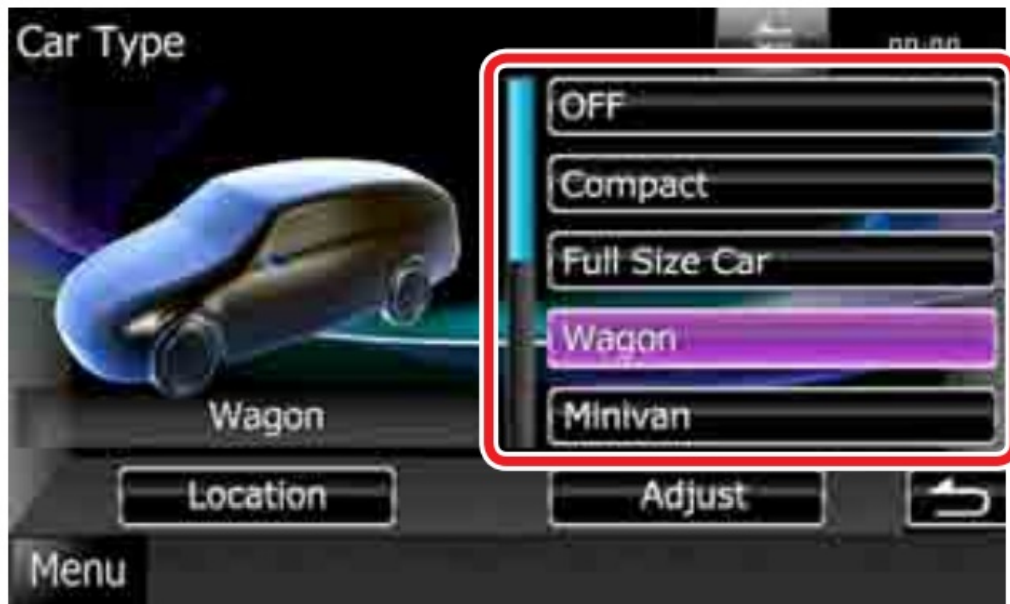 Car Type
OFF
Compact
Full Size Car
Wagon
Minivan
Wagon
Location
Adjust
Menu